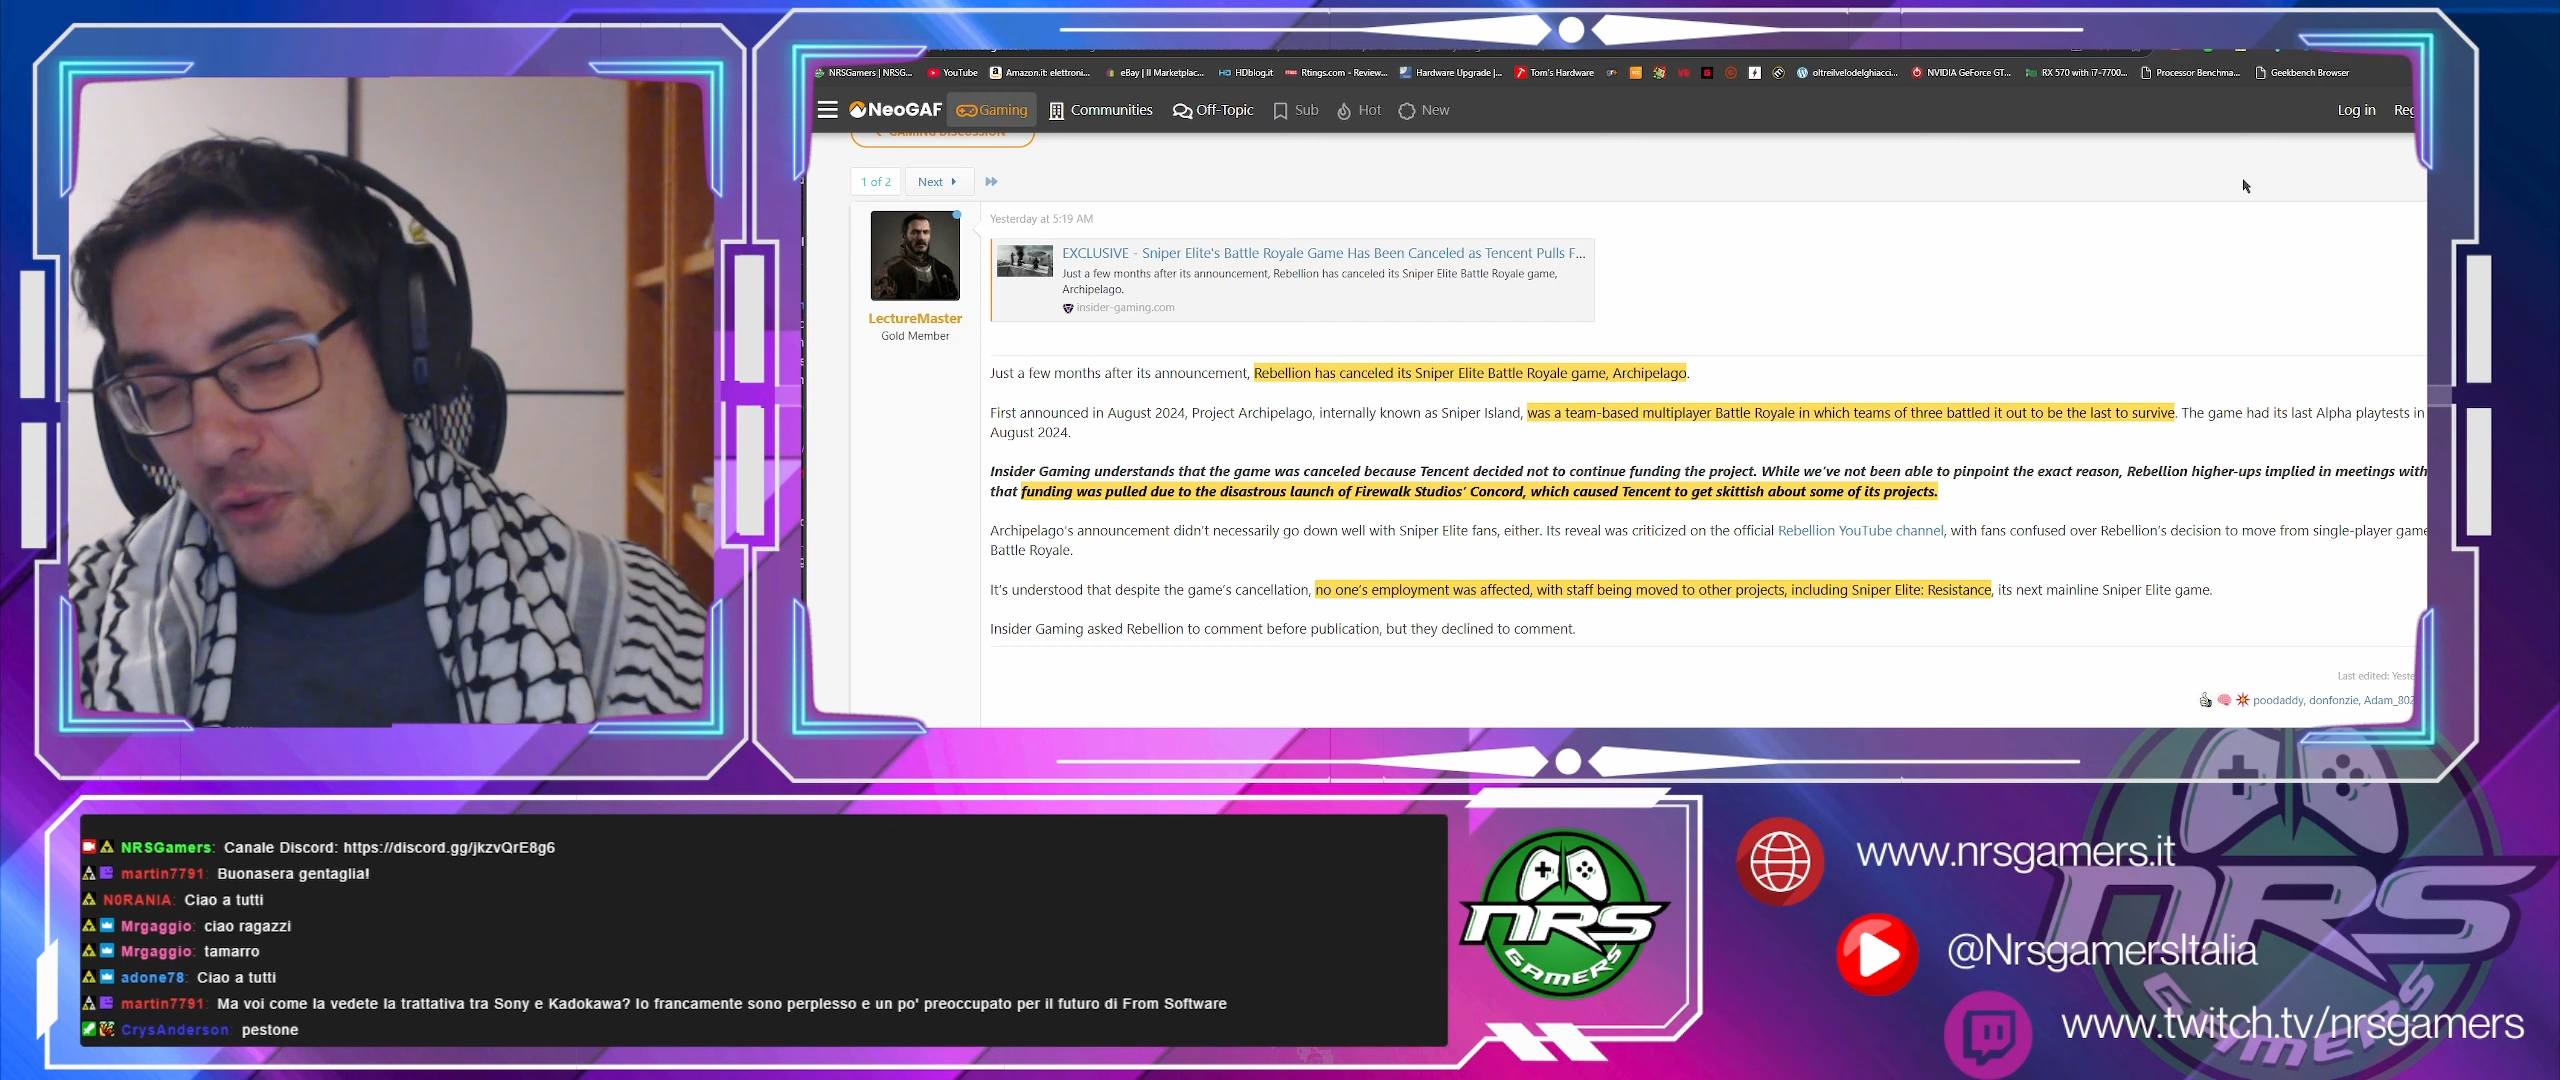 NRSGamers | NRSG...
YouTube
Amazon.it: elettroni...
eBay | Il Marketplac...
HDblog.it
Rtings.com - Review...
Hardware Upgrade |...
Tom's Hardware
oltreilvelodelghiacci...
NVIDIA GeForce GT...
RX 570 with i7-7700...
Processor Benchma...
Geekbench Browser
NeoGAF
Gaming
Communities
Off-Topic
Sub
Hot
New
Log in
Reg
GAMING DISCUSSION
1 of 2
Next
LectureMaster
Gold Member
Yesterday at 5:19 AM
EXCLUSIVE - Sniper Elite's Battle Royale Game Has Been Canceled as Tencent Pulls F...
Just a few months after its announcement, Rebellion has canceled its Sniper Elite Battle Royale game,
Archipelago.
insider-gaming.com
Just a few months after its announcement, Rebellion has canceled its Sniper Elite Battle Royale game, Archipelago.
First announced in August 2024, Project Archipelago, internally known as Sniper Island, was a team-based multiplayer Battle Royale in which teams of three battled it out to be the last to survive. The game had its last Alpha playtests in
August 2024.
Insider Gaming understands that the game was canceled because Tencent decided not to continue funding the project. While we've not been able to pinpoint the exact reason, Rebellion higher-ups implied in meetings with
that funding was pulled due to the disastrous launch of Firewalk Studios' Concord, which caused Tencent to get skittish about some of its projects.
Archipelago's announcement didn't necessarily go down well with Sniper Elite fans, either. Its reveal was criticized on the official Rebellion YouTube channel, with fans confused over Rebellion's decision to move from single-player game
Battle Royale.
It's understood that despite the game's cancellation, no one's employment was affected, with staff being moved to other projects, including Sniper Elite: Resistance, its next mainline Sniper Elite game.
Insider Gaming asked Rebellion to comment before publication, but they declined to comment.
Last edited: Yeste
poodaddy, donfonzie, Adam_802
NRSGamers: Canale Discord: https://discord.gg/jkzvQrE8g6
martin7791: Buonasera gentaglia!
N0RANIA: Ciao a tutti
Mrgaggio: ciao ragazzi
Mrgaggio: tamarro
adone78: Ciao a tutti
martin7791: Ma voi come la vedete la trattativa tra Sony e Kadokawa? Io francamente sono perplesso e un po' preoccupato per il futuro di From Software
CrysAnderson: pestone
NRS
GAMERS
www.nrsgamers.it
@NrsgamersItalia
www.twitch.tv/nrsgamers
NRS
GAMERS